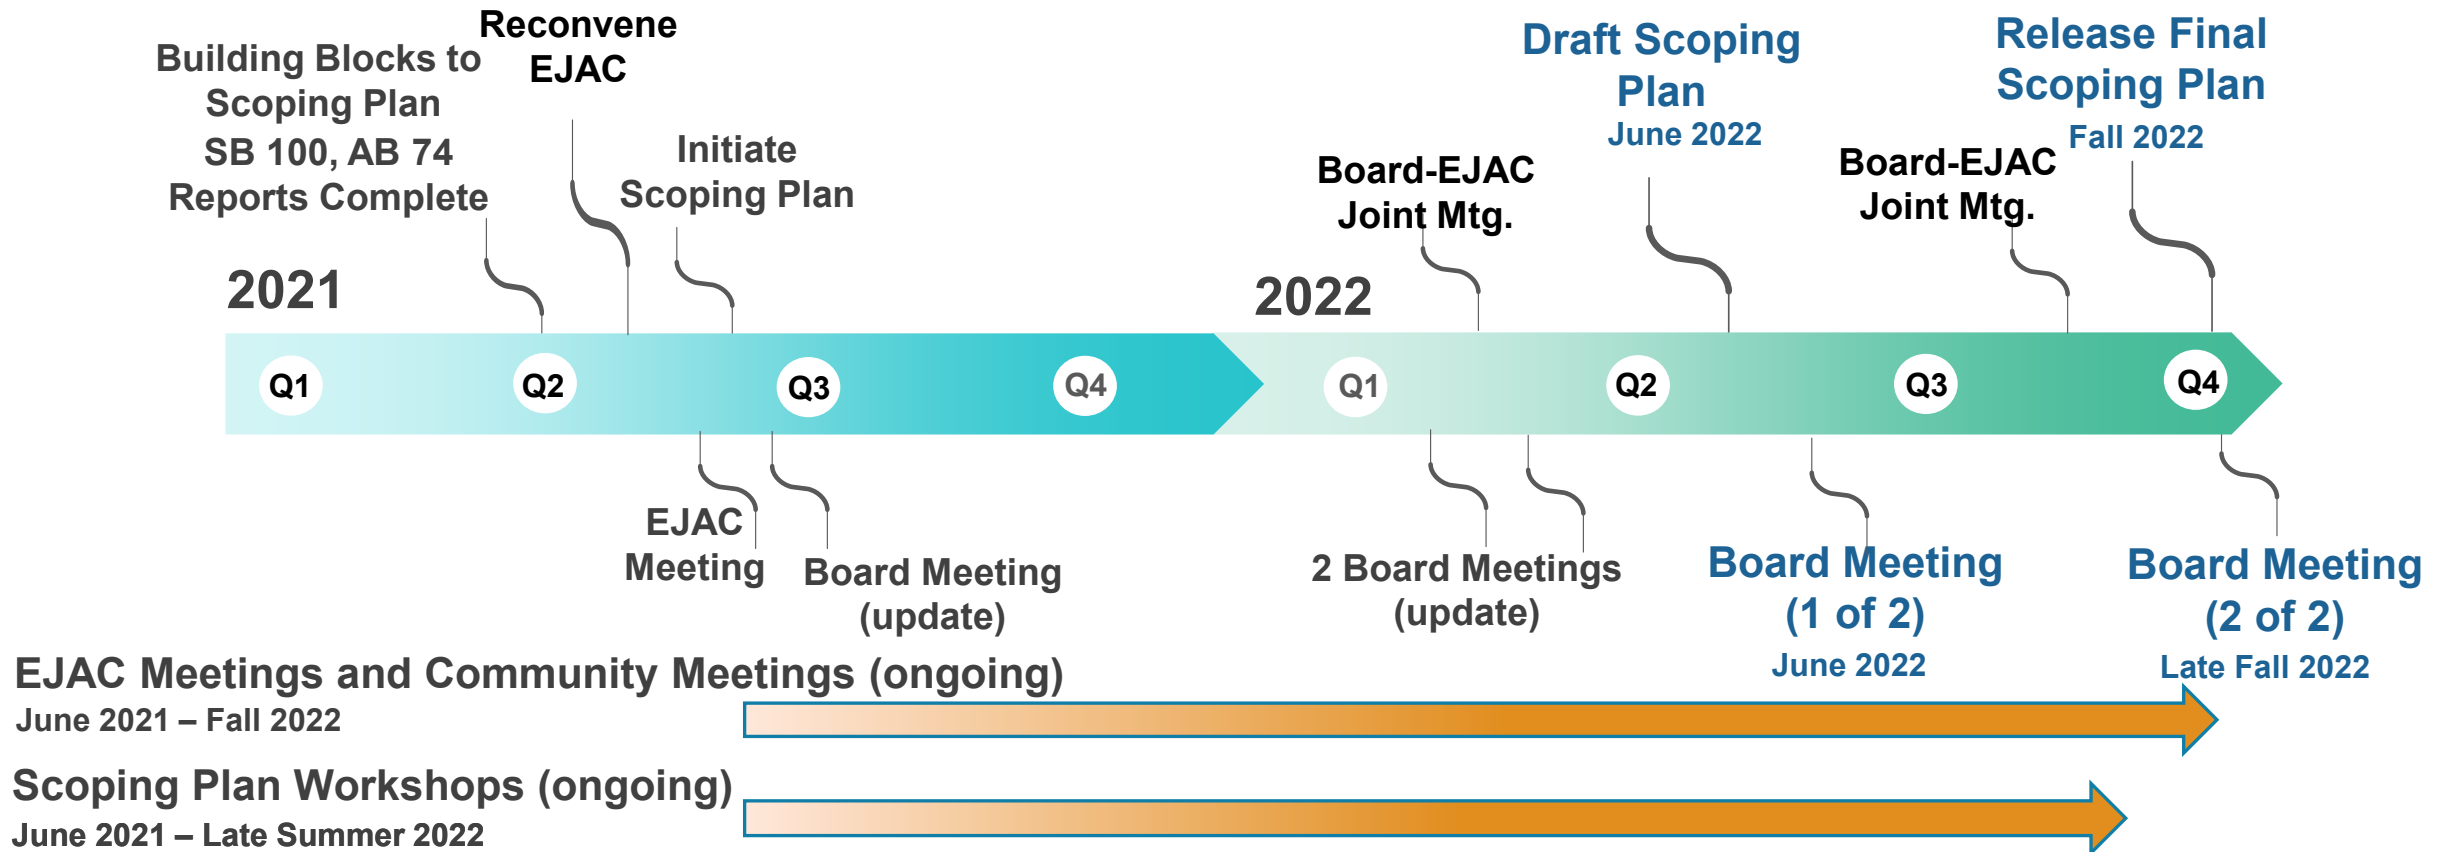 Building Blocks to
Scoping Plan
SB 100, AB 74
Reports Complete
Reconvene
EJAC
Initiate
Scoping Plan
Board-EJAC
Joint Mtg.
Draft Scoping
Plan
June 2022
Board-EJAC
Joint Mtg.
Release Final
Scoping Plan
Fall 2022
2021
2022
Q1
Q2
Q3
Q4
Q1
Q2
Q3
Q4
EJAC
Meeting
Board Meeting
(update)
2 Board Meetings
(update)
Board Meeting
(1 of 2)
June 2022
Board Meeting
(2 of 2)
Late Fall 2022
EJAC Meetings and Community Meetings (ongoing)
June 2021 – Fall 2022
Scoping Plan Workshops (ongoing)
June 2021 – Late Summer 2022